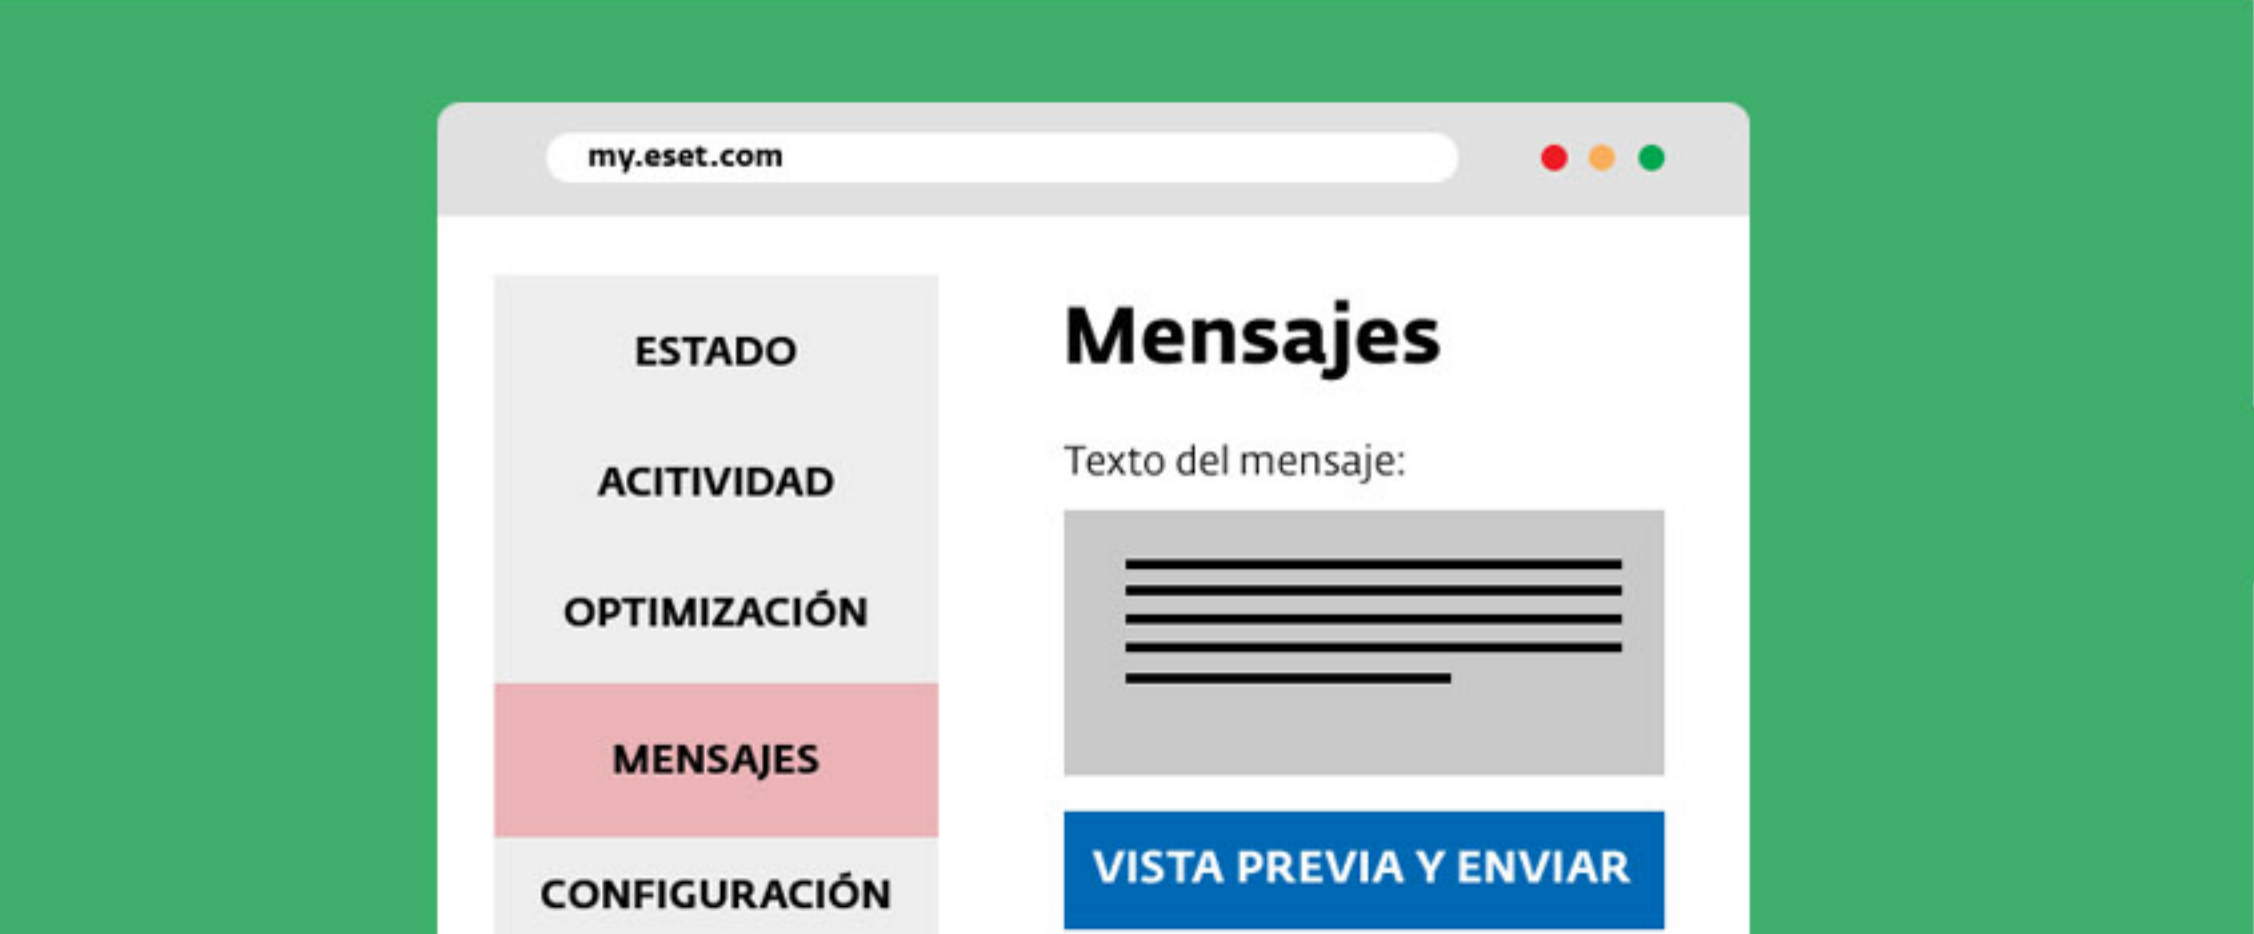 my.eset.com
ESTADO
ACITIVIDAD
OPTIMIZACIÓN
MENSAJES
CONFIGURACIÓN
Mensajes
Texto del mensaje:
VISTA PREVIA Y ENVIAR